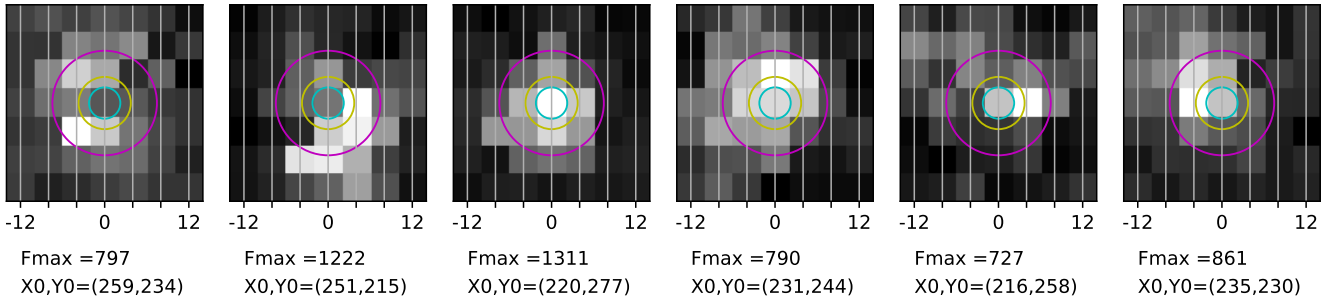 -12 0 12 -12 0 12 -12 0 12 -12 0 12 -12 0 12 -12 0 12
Fmax =797 Fmax =1222 Fmax =1311 Fmax =790 Fmax =727 Fmax =861
X0,Y0=(259,234) X0,Y0=(251,215) X0,Y0=(220,277) X0,Y0=(231,244) X0,Y0=(216,258) X0,Y0=(235,230)